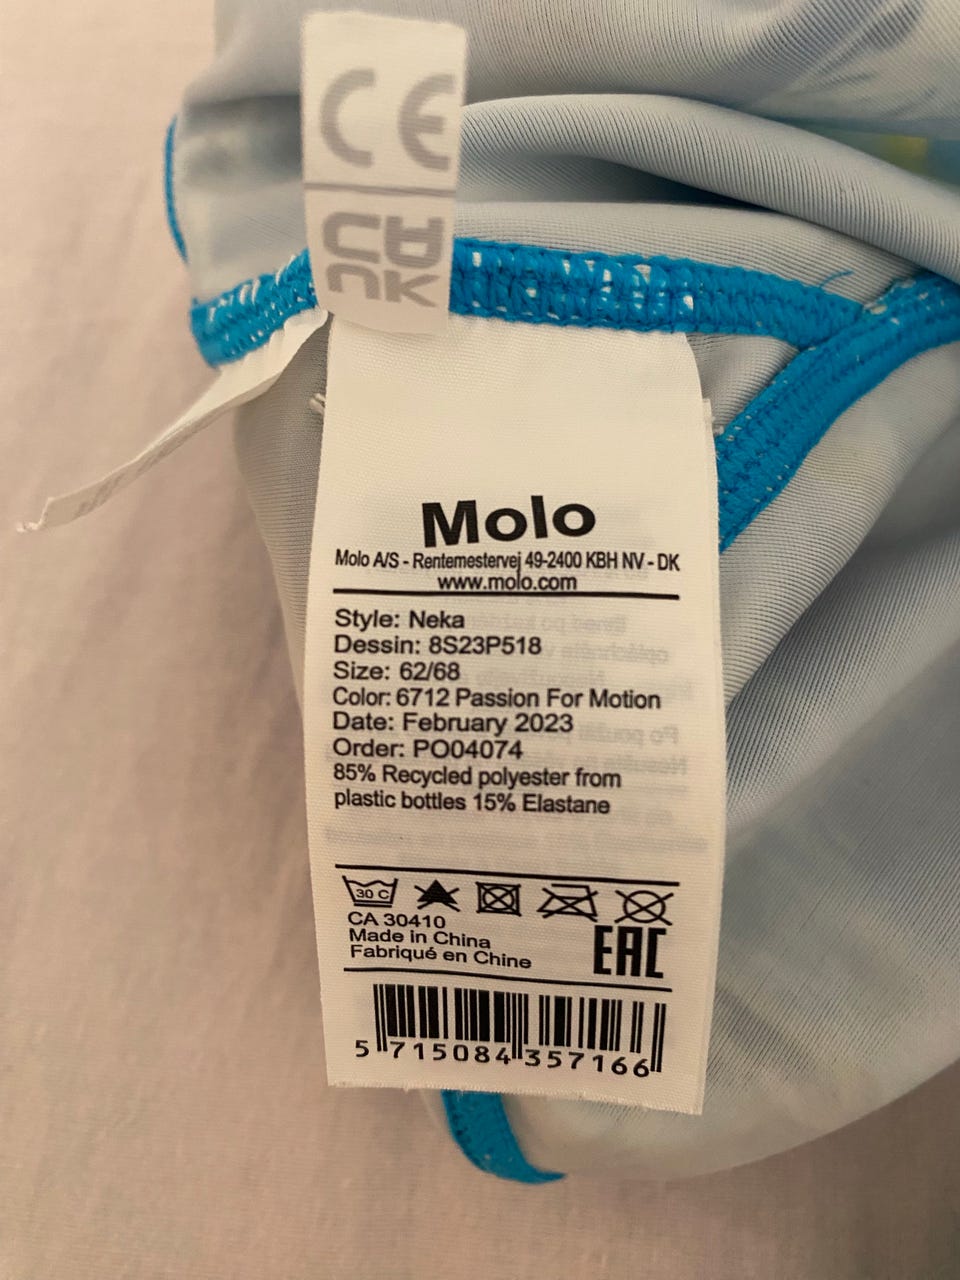 CE
UK
CA
Molo
Molo A/S - Rentemestervej 49-2400 KBH NV - DK
www.molo.com
Style: Neka
Dessin: 8S23P518
Size: 62/68
Color: 6712 Passion For Motion
Date: February 2023
Order: PO04074
85% Recycled polyester from
plastic bottles 15% Elastane
30 C
CA 30410
Made in China
Fabriqué en Chine
EAC
5 715084 357166